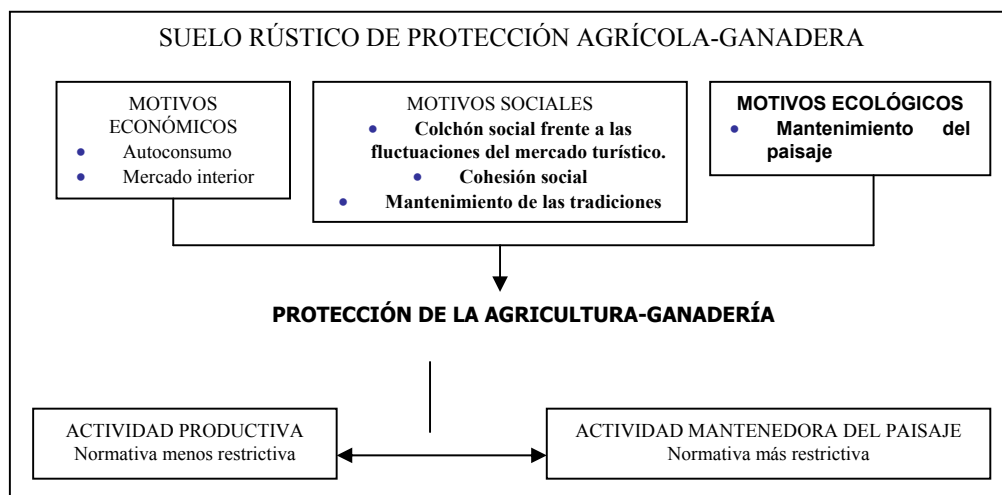 SUELO RÚSTICO DE PROTECCIÓN AGRÍCOLA-GANADERA
MOTIVOS
ECONÓMICOS
• Autoconsumo
• Mercado interior
MOTIVOS SOCIALES
• Colchón social frente a las
fluctuaciones del mercado turístico.
• Cohesión social
• Mantenimiento de las tradiciones
MOTIVOS ECOLÓGICOS
• Mantenimiento del
paisaje
PROTECCIÓN DE LA AGRICULTURA-GANADERÍA
ACTIVIDAD PRODUCTIVA
Normativa menos restrictiva
ACTIVIDAD MANTENEDORA DEL PAISAJE
Normativa más restrictiva